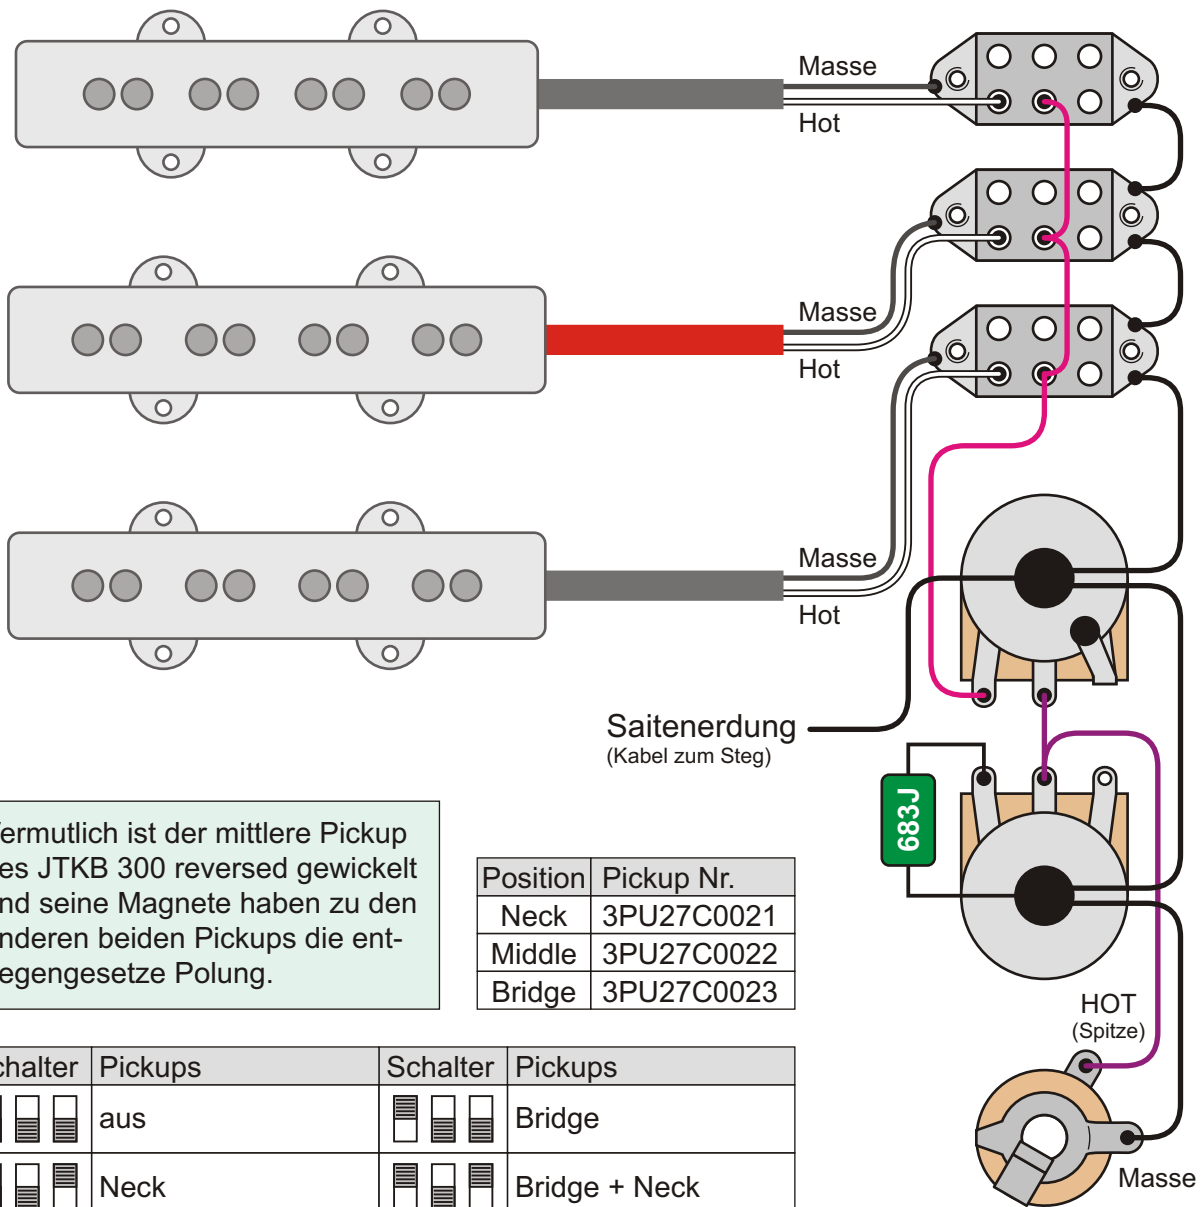 Masse
Hot
Masse
Hot
Masse
Hot
Saitenerdung
(Kabel zum Steg)
683J
ermutlich ist der mittlere Pickup
es JTKB 300 reversed gewickelt
nd seine Magnete haben zu den
nderen beiden Pickups die ent-
egengesetze Polung.
Position Pickup Nr.
Neck 3PU27C0021
Middle 3PU27C0022
Bridge 3PU27C0023
HOT
(Spitze)
Masse
chalter Pickups Schalter Pickups
aus Bridge
Neck Bridge + Neck